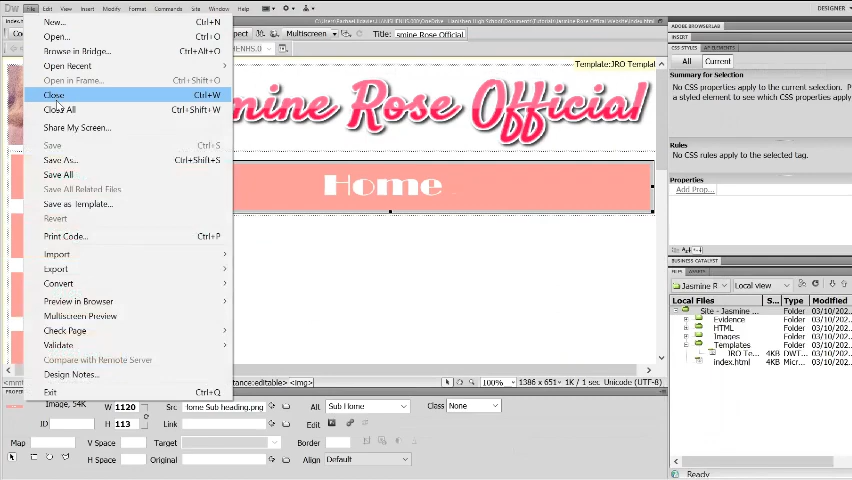 Dw File Edit View Insert Modify Format Commands Site Window Help DESIGNER
New... Ctrl+N
Open... Ctrl+O
Browse in Bridge... Ctrl+Alt+O
Open Recent
Open in Frame... Ctrl+Shift+O
Close Ctrl+W
Close All Ctrl+Shift+W
Share My Screen...
Save Ctrl+S
Save As... Ctrl+Shift+S
Save All
Save All Related Files
Save as Template...
Revert
Print Code... Ctrl+P
Import
Export
Convert
Preview in Browser
Multiscreen Preview
Check Page
Validate
Compare with Remote Server
Design Notes...
Exit Ctrl+Q
Multiscreen Title: smine Rose Official
Template:JRO Templat
mine Rose Official
Home
100% 1386 x 651 1K / 1 sec Unicode (UTF-8)
stance:editable> <img>
Image, 54K W 1120 Src ome Sub heading.png Alt Sub Home Class None
ID H 113 Link Edit
Map V Space Target Border
H Space Original Align Default
ADOBE BROWSERLAB
INSERT
CSS STYLES AP ELEMENTS
All Current
Summary for Selection
No CSS properties apply to the current selection.
a styled element to see which CSS properties apply
Rules
No CSS rules apply to the selected tag.
Properties
Add Prop...
BUSINESS CATALYST
FILES ASSETS
Jasmine R Local view
Local Files S... Type Modified
Site - Jasmine ... Folder 03/10/202...
Evidence Folder 03/10/202...
HTML Folder 03/10/202...
Images Folder 03/10/202...
Templates Folder 03/10/202...
JRO Te... 4KB DWT... 03/10/202...
index.html 4KB Micr... 03/10/202...
Ready